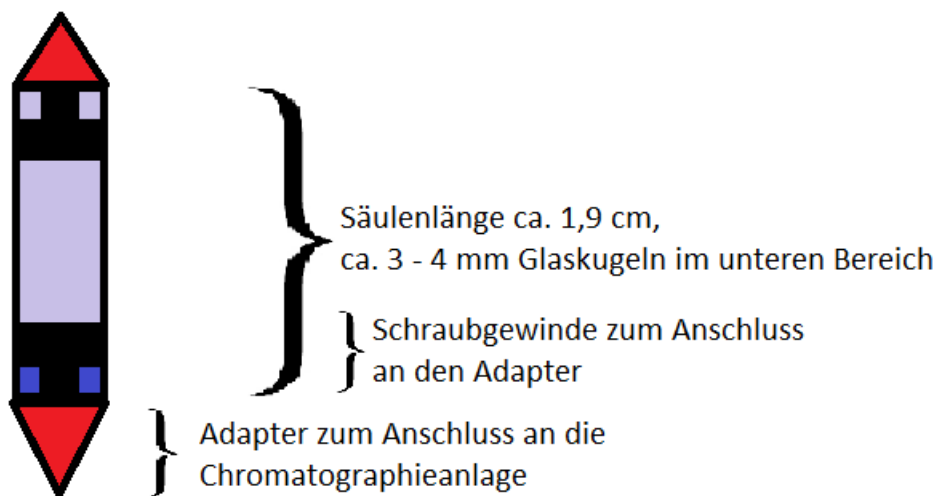 Säulenlänge ca. 1,9 cm,
ca. 3 - 4 mm Glaskugeln im unteren Bereich
Schraubgewinde zum Anschluss
an den Adapter
Adapter zum Anschluss an die
Chromatographieanlage